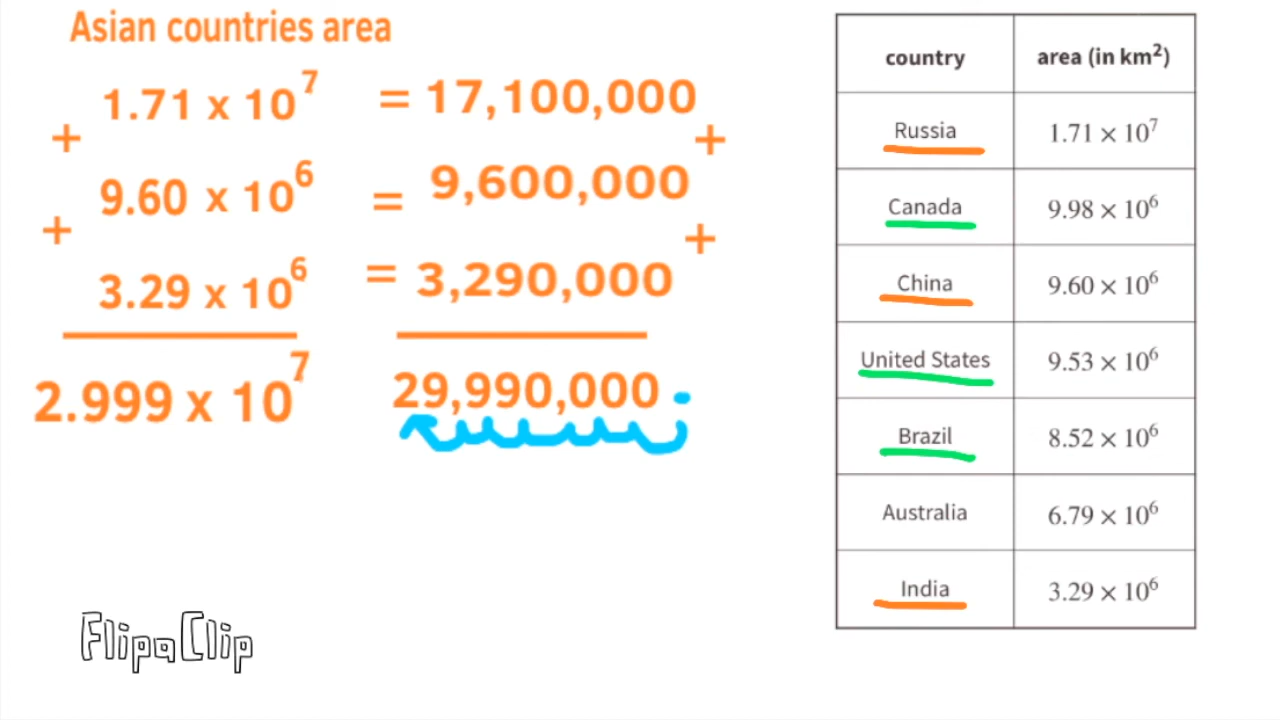 Asian countries area
1.71 x 10⁷ = 17,100,000
+ +
9.60 x 10⁶ = 9,600,000
+ +
3.29 x 10⁶ = 3,290,000
2.999 x 10⁷ 29,990,000
country area (in km²)
Russia 1.71 × 10⁷
Canada 9.98 × 10⁶
China 9.60 × 10⁶
United States 9.53 × 10⁶
Brazil 8.52 × 10⁶
Australia 6.79 × 10⁶
India 3.29 × 10⁶
FlipaClip